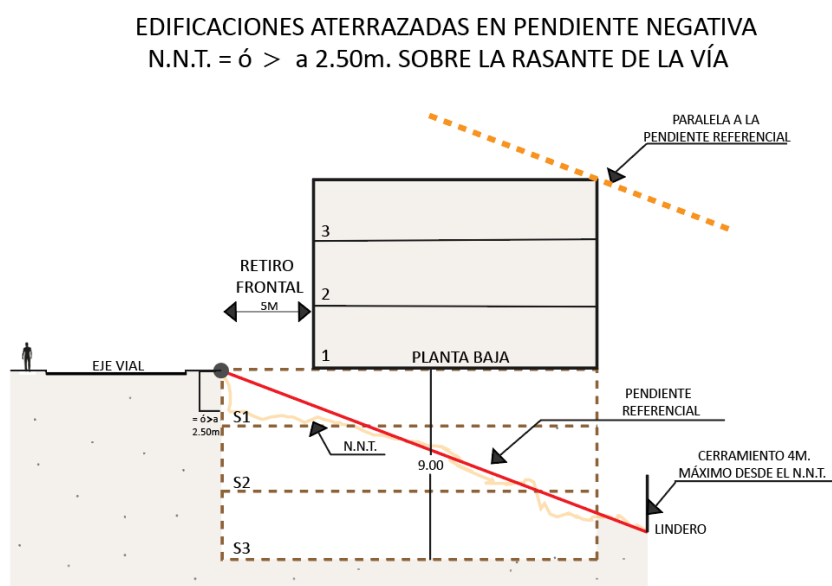 EDIFICACIONES ATERRAZADAS EN PENDIENTE NEGATIVA
N.N.T. = ó > a 2.50m. SOBRE LA RASANTE DE LA VÍA
PARALELA A LA
PENDIENTE REFERENCIAL
3
RETIRO
FRONTAL
5M
2
1
PLANTA BAJA
EJE VIAL
= ó>a
2.50m
S1
N.N.T.
PENDIENTE
REFERENCIAL
9.00
CERRAMIENTO 4M.
MÁXIMO DESDE EL N.N.T.
S2
LINDERO
S3